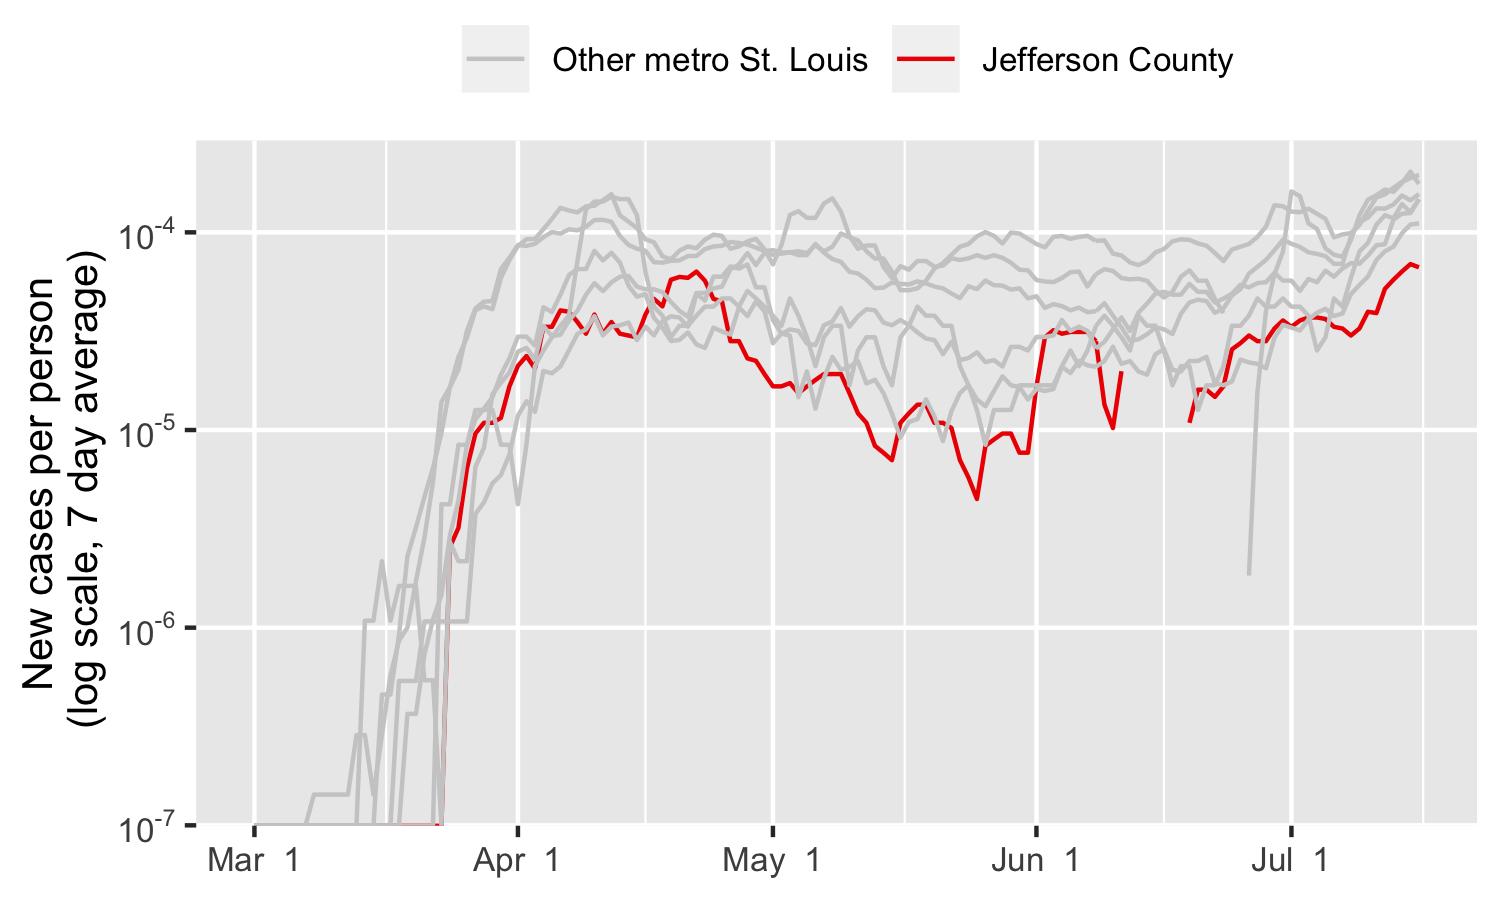 Other metro St. Louis Jefferson County
New cases per person
(log scale, 7 day average)
10-4
10-5
10-6
10-7
Mar 1 Apr 1 May 1 Jun 1 Jul 1